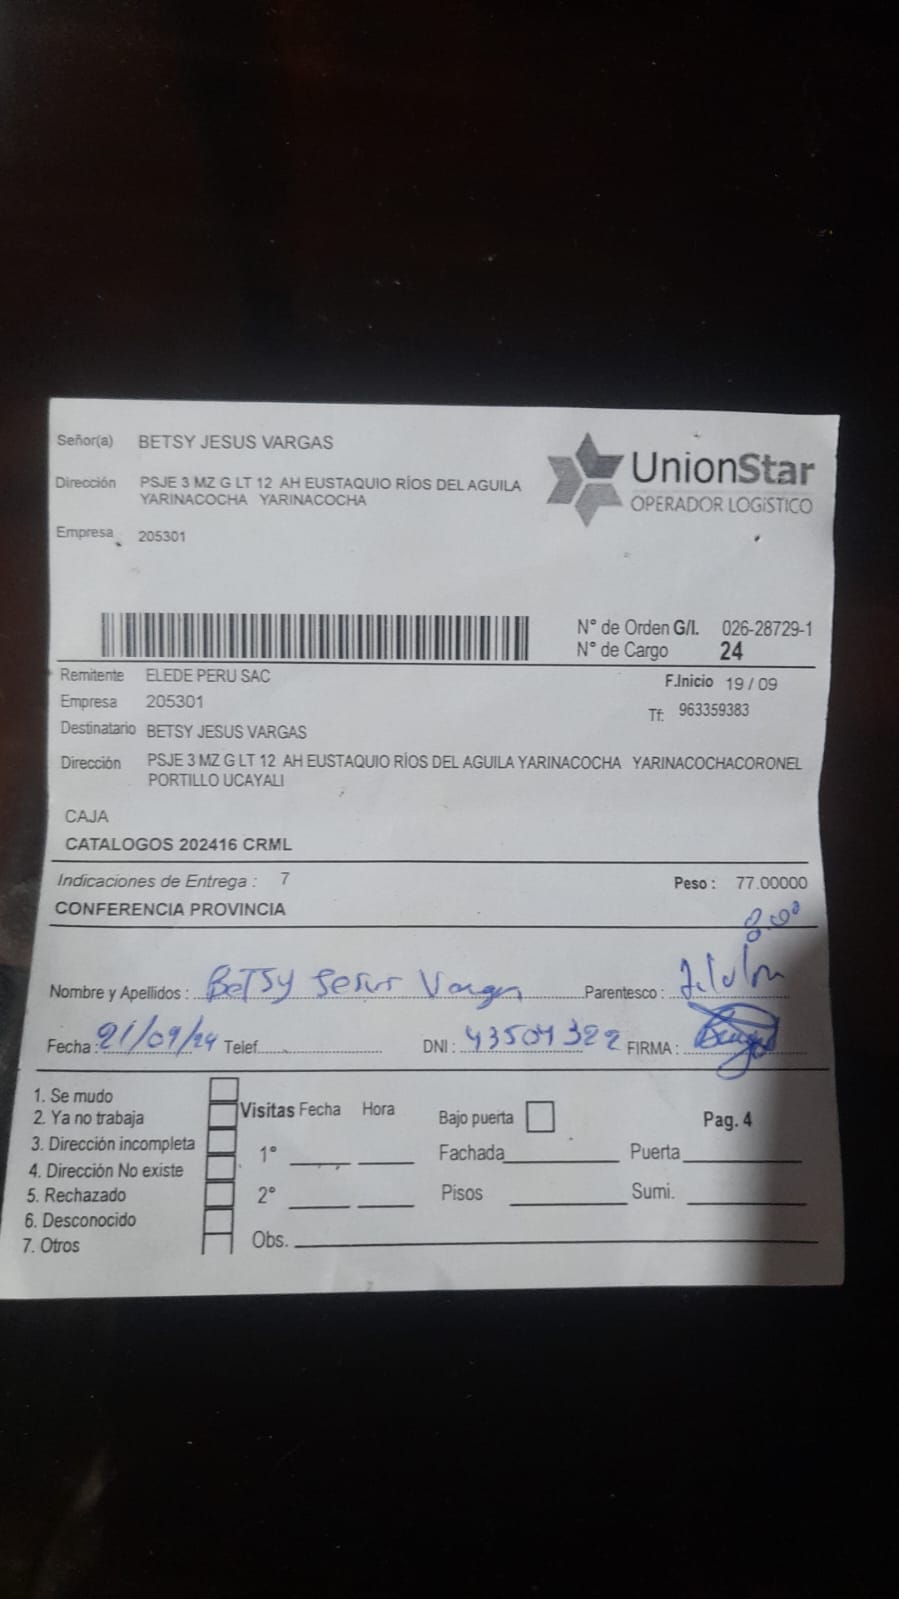 Señor(a) BETSY JESUS VARGAS
Dirección PSJE 3 MZ G LT 12 AH EUSTAQUIO RÍOS DEL AGUILA
YARINACOCHA YARINACOCHA
Empresa 205301
UnionStar
OPERADOR LOGíSTICO
N° de Orden G/I. 026-28729-1
N° de Cargo 24
Remitente ELEDE PERU SAC
F.Inicio 19 / 09
Empresa 205301
Tf: 963359383
Destinatario BETSY JESUS VARGAS
Dirección PSJE 3 MZ G LT 12 AH EUSTAQUIO RÍOS DEL AGUILA YARINACOCHA YARINACOCHACORONEL
PORTILLO UCAYALI
CAJA
CATALOGOS 202416 CRML
Indicaciones de Entrega : 7 Peso : 77.00000
CONFERENCIA PROVINCIA
Nombre y Apellidos : Betsy Jesus Vargas Parentesco :
Fecha : 21/09/24 Telef. DNI : FIRMA :
1. Se mudo
2. Ya no trabaja
3. Dirección incompleta
4. Dirección No existe
5. Rechazado
6. Desconocido
7. Otros
Visitas Fecha Hora
1°
2°
Obs.
Bajo puerta Pag. 4
Fachada Puerta
Pisos Sumi.